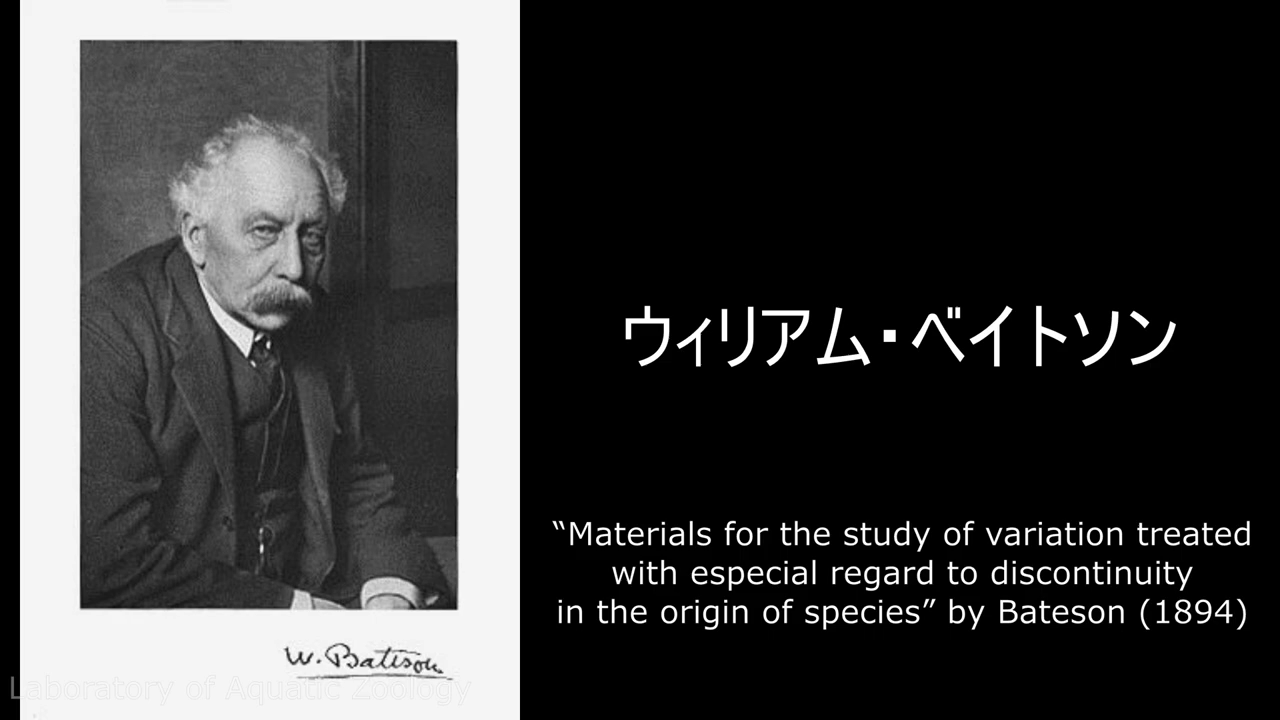 ウィリアム・ベイトソン
“Materials for the study of variation treated
with especial regard to discontinuity
in the origin of species” by Bateson (1894)
W. Bateson
Laboratory of Aquatic Zoology